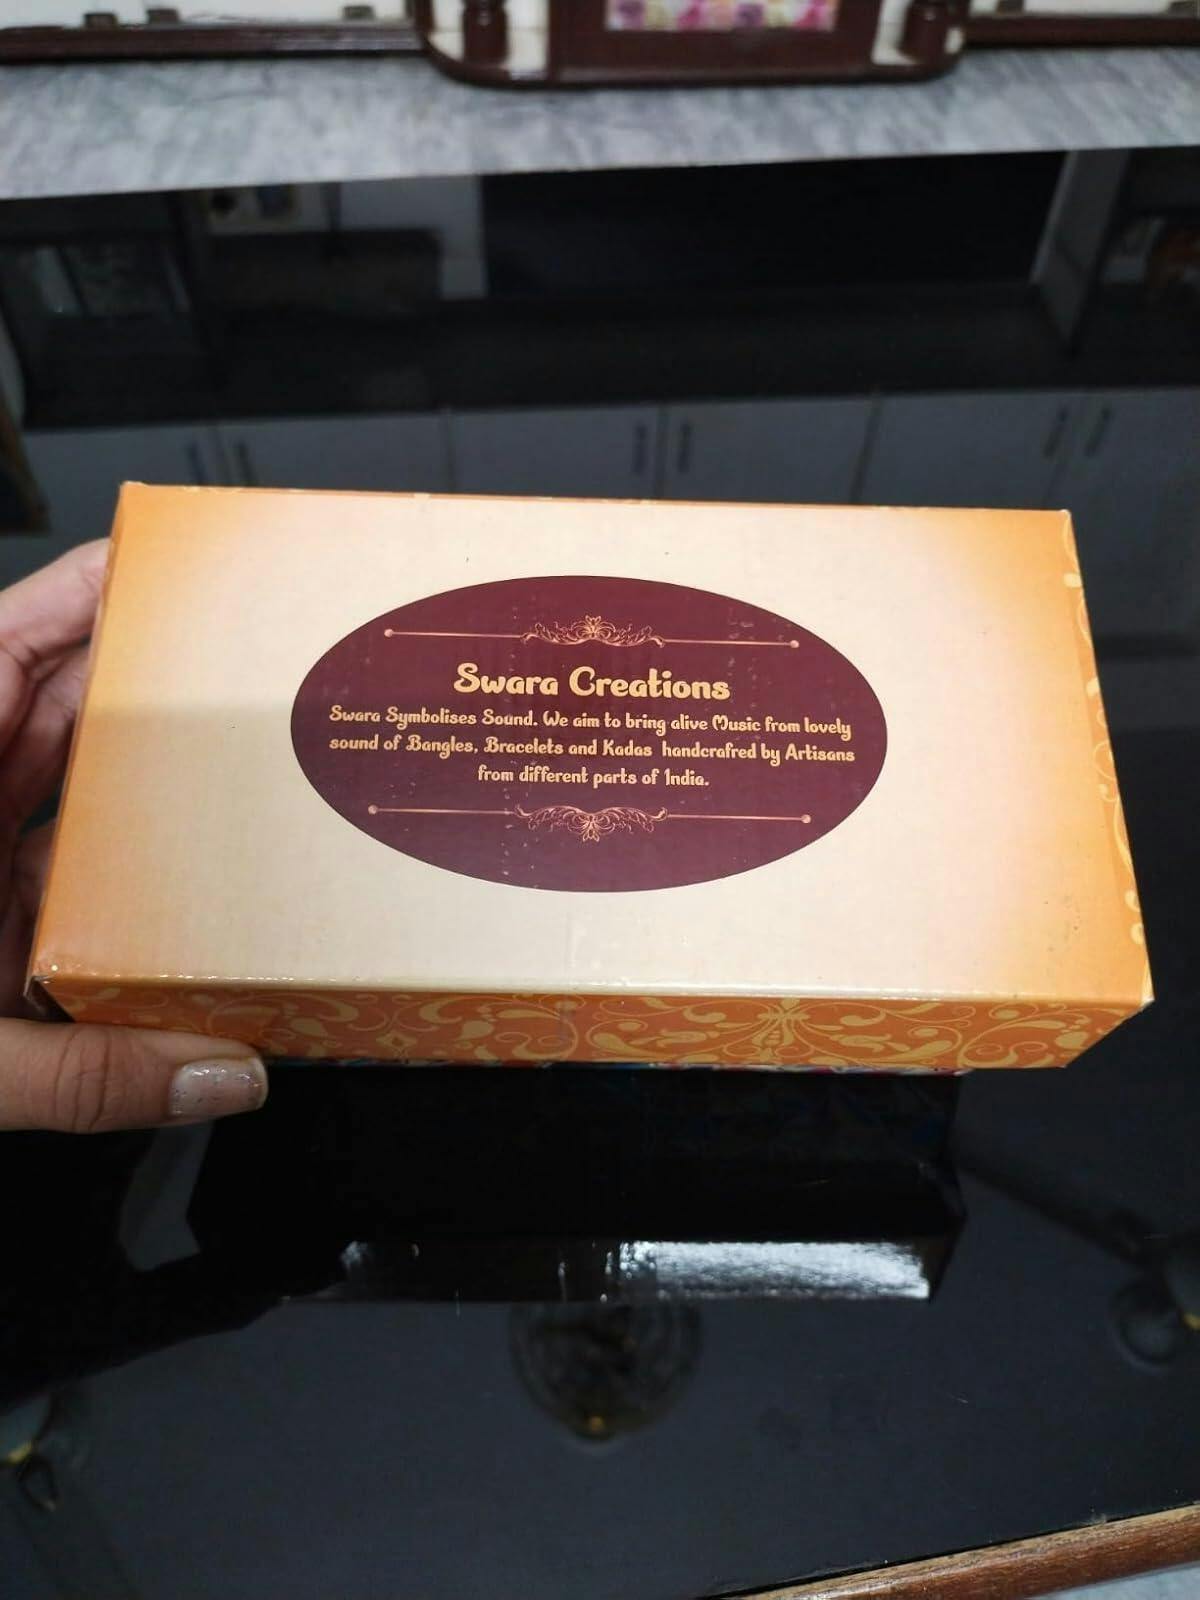 Swara Creations
Swara Symbolises Sound. We aim to bring alive Music from lovely
sound of Bangles, Bracelets and Kadas handcrafred by Artisans
from different parts of India.